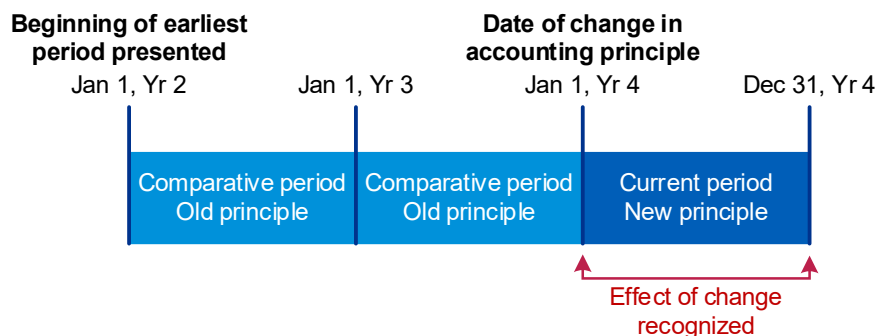 Beginning of earliest
period presented
Date of change in
accounting principle
Jan 1, Yr 2
Jan 1, Yr 3
Jan 1, Yr 4
Dec 31, Yr 4
Comparative period
Old principle
Comparative period
Old principle
Current period
New principle
Effect of change
recognized